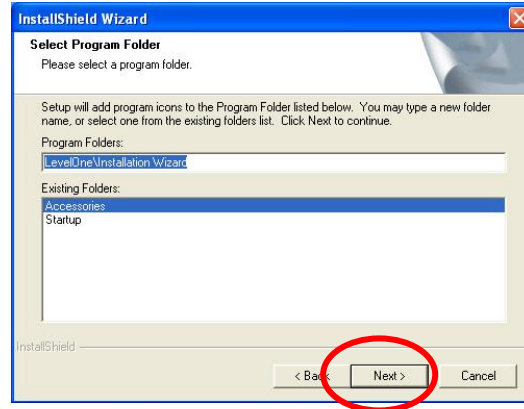 InstallShield Wizard
Select Program Folder
Please select a program folder.
Setup will add program icons to the Program Folder listed below. You may type a new folder
name, or select one from the existing folders list. Click Next to continue.
Program Folders:
LevelOne\Installation Wizard
Existing Folders:
Accessories
Startup
InstallShield
< Back Next > Cancel